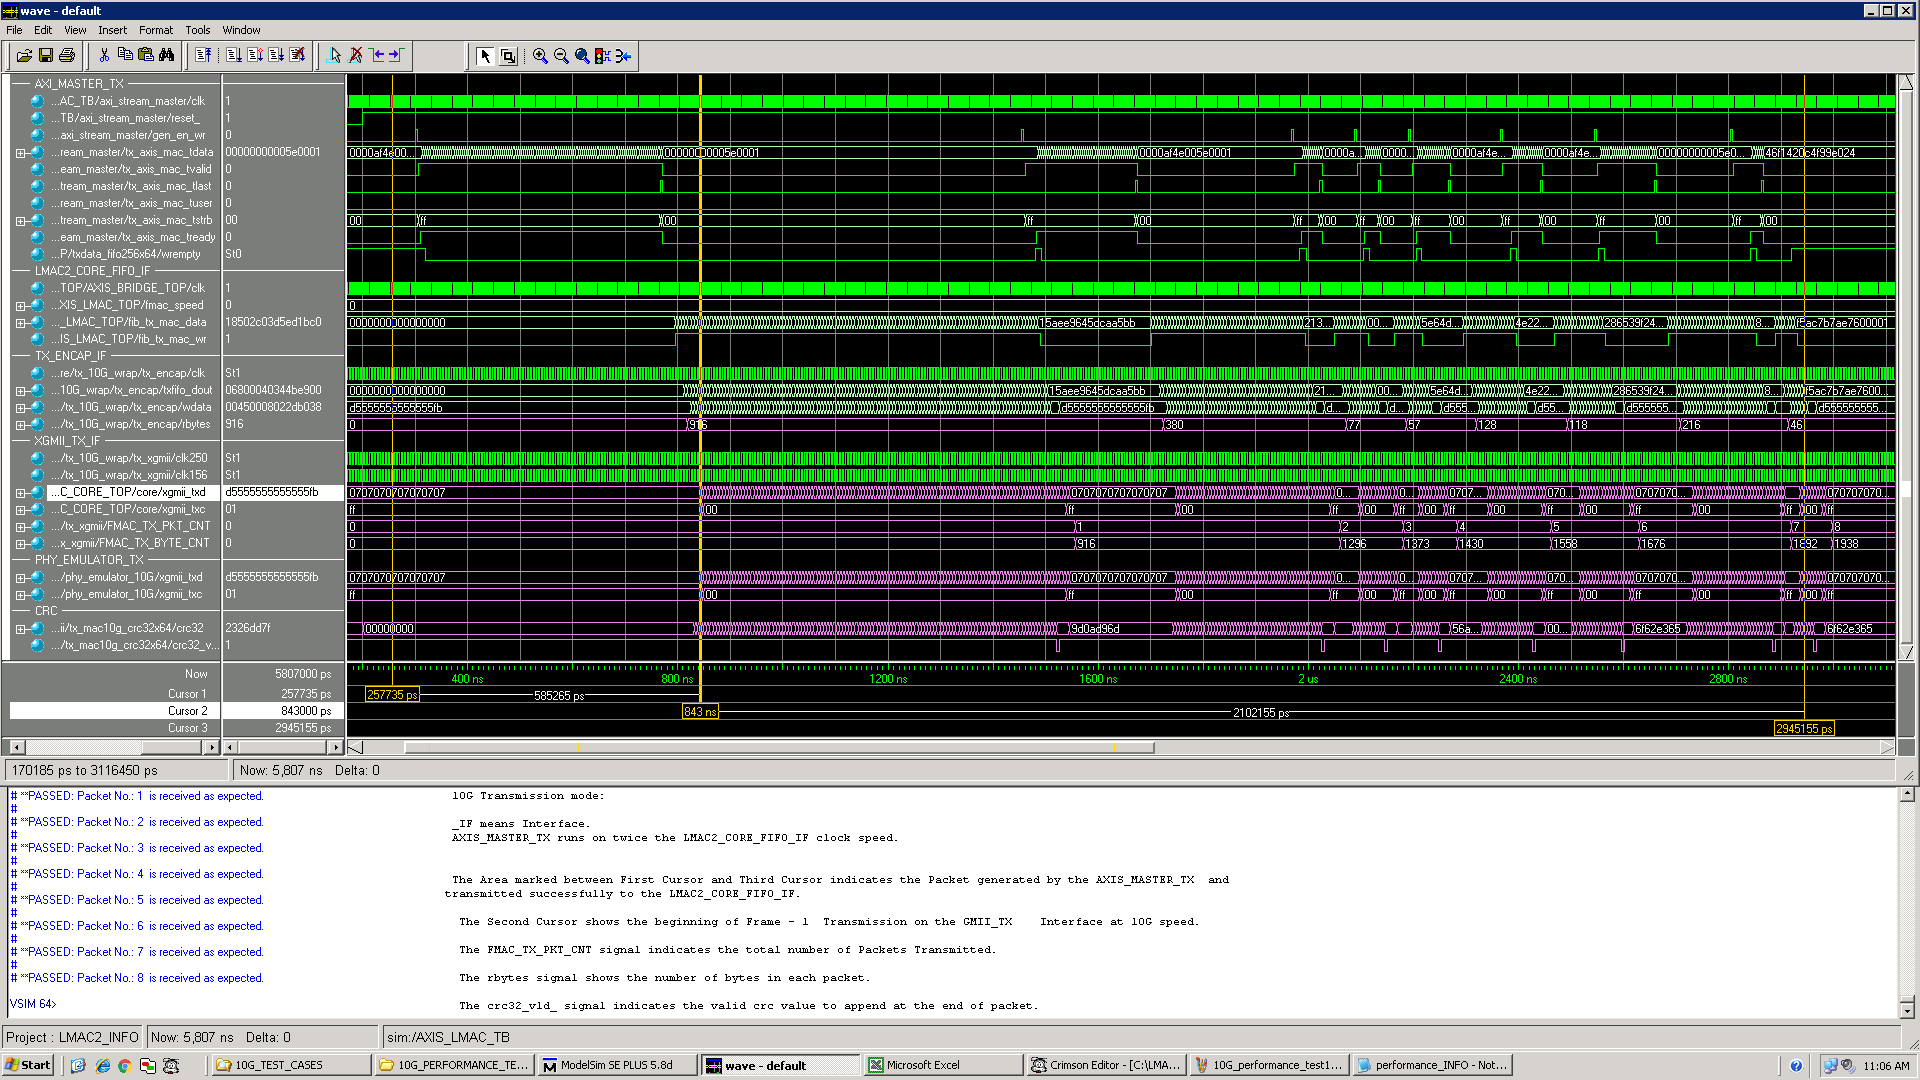 wave - default
File Edit View Insert Format Tools Window
AXI_MASTER_TX
...AC_TB/axi_stream_master/clk 1
...TB/axi_stream_master/reset_ 1
...axi_stream_master/gen_en_wr 0
...ream_master/tx_axis_mac_tdata 00000000005e0001 0000af4e00... 00000000005e0001 0000af4e005e0001 0000a... 0000... 0000af4e... 0000af4e... 00000000005e0... 46f1420c4f99e024
...eam_master/tx_axis_mac_tvalid 0
...tream_master/tx_axis_mac_tlast 0
...ream_master/tx_axis_mac_tuser 0
...tream_master/tx_axis_mac_tstrb 00 00 ff 00 ff 00 ff 00 ff 00 ff 00 ff 00 ff 00 ff 00
...eam_master/tx_axis_mac_tready 0
...P/txdata_fifo256x64/wrempty St0
LMAC2_CORE_FIFO_IF
...TOP/AXIS_BRIDGE_TOP/clk 1
...XIS_LMAC_TOP/fmac_speed 0 0
..._LMAC_TOP/fib_tx_mac_data 18502c03d5ed1bc0 0000000000000000 15aee9645dcaa5bb 213... 00... 5e64d... 4e22... 286539f24... 8... f5ac7b7ae7600001
...IS_LMAC_TOP/fib_tx_mac_wr 1
TX_ENCAP_IF
...re/tx_10G_wrap/tx_encap/clk St1
...10G_wrap/tx_encap/txfifo_dout 06800040344be900 0000000000000000 15aee9645dcaa5bb 21... 00... 5e64d... 4e22... 286539f24... 8... f5ac7b7ae7600...
.../tx_10G_wrap/tx_encap/wdata 00450008022db038 d5555555555555fb d5555555555555fb d... d... d555... d55... d555555... d555555555...
.../tx_10G_wrap/tx_encap/rbytes 916 0 916 380 77 57 128 118 216 46
XGMII_TX_IF
.../tx_10G_wrap/tx_xgmii/clk250 St1
.../tx_10G_wrap/tx_xgmii/clk156 St1
...C_CORE_TOP/core/xgmii_txd d5555555555555fb 0707070707070707 0707070707070707 0... 0... 0707... 070... 0707070... 070707070...
...C_CORE_TOP/core/xgmii_txc 01 ff 00 ff 00 ff 00 ff 00 ff 00 ff 00 ff 00 ff 00 ff
.../tx_xgmii/FMAC_TX_PKT_CNT 0 0 1 2 3 4 5 6 7 8
...x_xgmii/FMAC_TX_BYTE_CNT 0 0 916 1296 1373 1430 1558 1676 1892 1938
PHY_EMULATOR_TX
.../phy_emulator_10G/xgmii_txd d5555555555555fb 0707070707070707 0707070707070707 0... 0... 0707... 070... 0707070... 070707070...
.../phy_emulator_10G/xgmii_txc 01 ff 00 ff 00 ff 00 ff 00 ff 00 ff 00 ff 00 ff 00 ff
CRC
...ii/tx_mac10g_crc32x64/crc32 2326dd7f 00000000 9d0ad96d 56a... 00... 6f62e365 6f62e365
.../tx_mac10g_crc32x64/crc32_v... 1
Now 5807000 ps 400 ns 800 ns 1200 ns 1600 ns 2 us 2400 ns 2800 ns
Cursor 1 257735 ps 257735 ps 585265 ps
Cursor 2 843000 ps 843 ns 2102155 ps
Cursor 3 2945155 ps 2945155 ps
170185 ps to 3116450 ps Now: 5,807 ns Delta: 0
# **PASSED: Packet No.: 1 is received as expected.
#
# **PASSED: Packet No.: 2 is received as expected.
#
# **PASSED: Packet No.: 3 is received as expected.
#
# **PASSED: Packet No.: 4 is received as expected.
#
# **PASSED: Packet No.: 5 is received as expected.
#
# **PASSED: Packet No.: 6 is received as expected.
#
# **PASSED: Packet No.: 7 is received as expected.
#
# **PASSED: Packet No.: 8 is received as expected.
VSIM 64>
10G Transmission mode:
_IF means Interface.
AXIS_MASTER_TX runs on twice the LMAC2_CORE_FIFO_IF clock speed.
The Area marked between First Cursor and Third Cursor indicates the Packet generated by the AXIS_MASTER_TX and
transmitted successfully to the LMAC2_CORE_FIFO_IF.
The Second Cursor shows the beginning of Frame - 1 Transmission on the GMII_TX Interface at 10G speed.
The FMAC_TX_PKT_CNT signal indicates the total number of Packets Transmitted.
The rbytes signal shows the number of bytes in each packet.
The crc32_vld_ signal indicates the valid crc value to append at the end of packet.
Project : LMAC2_INFO Now: 5,807 ns Delta: 0 sim:/AXIS_LMAC_TB
Start 10G_TEST_CASES 10G_PERFORMANCE_TE... ModelSim SE PLUS 5.8d wave - default Microsoft Excel Crimson Editor - [C:\LMA... 10G_performance_test1... performance_INFO - Not... 11:06 AM